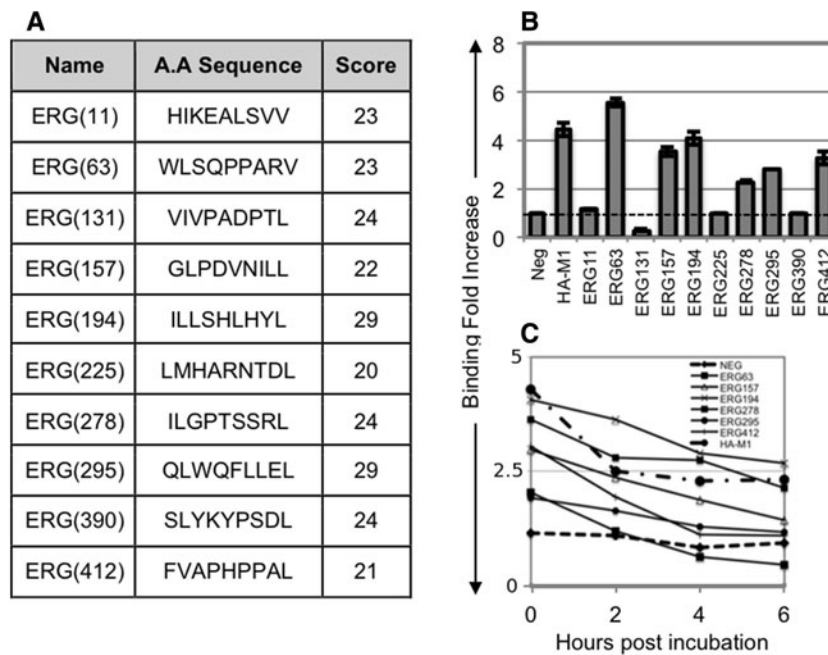 A
Name A.A Sequence Score
ERG(11) HIKEALSVV 23
ERG(63) WLSQPPARV 23
ERG(131) VIVPADPTL 24
ERG(157) GLPDVNILL 22
ERG(194) ILLSHLHYL 29
ERG(225) LMHARNTDL 20
ERG(278) ILGPTSSRL 24
ERG(295) QLWQFLLEL 29
ERG(390) SLYKYPSDL 24
ERG(412) FVAPHPPAL 21
Binding Fold Increase
B
8
6
4
2
0
Neg
HA-M1
ERG11
ERG63
ERG131
ERG157
ERG194
ERG225
ERG278
ERG295
ERG390
ERG412
C
5
2.5
0
NEG
ERG63
ERG157
ERG194
ERG278
ERG295
ERG412
HA-M1
0 2 4 6
Hours post incubation